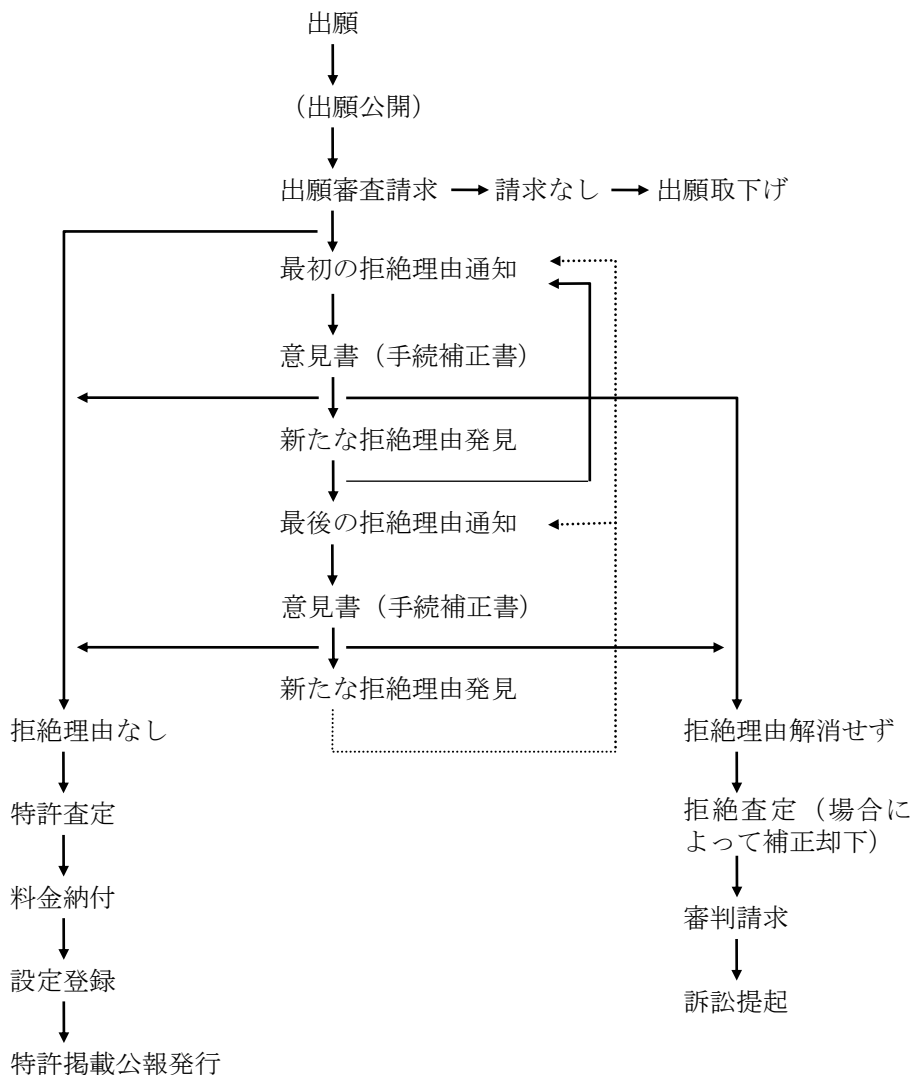 出願
（出願公開）
出願審査請求
請求なし
出願取下げ
最初の拒絶理由通知
意見書（手続補正書）
新たな拒絶理由発見
最後の拒絶理由通知
意見書（手続補正書）
新たな拒絶理由発見
拒絶理由なし
特許査定
料金納付
設定登録
特許掲載公報発行
拒絶理由解消せず
拒絶査定（場合に
よって補正却下）
審判請求
訴訟提起